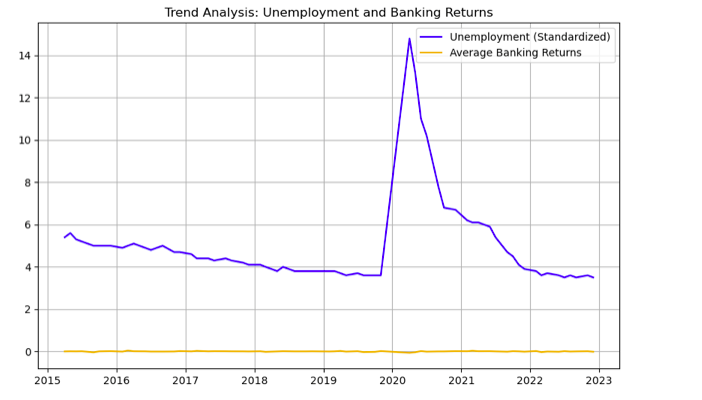 Trend Analysis: Unemployment and Banking Returns
Unemployment (Standardized)
Average Banking Returns
14
12
10
8
6
4
2
0
2015 2016 2017 2018 2019 2020 2021 2022 2023